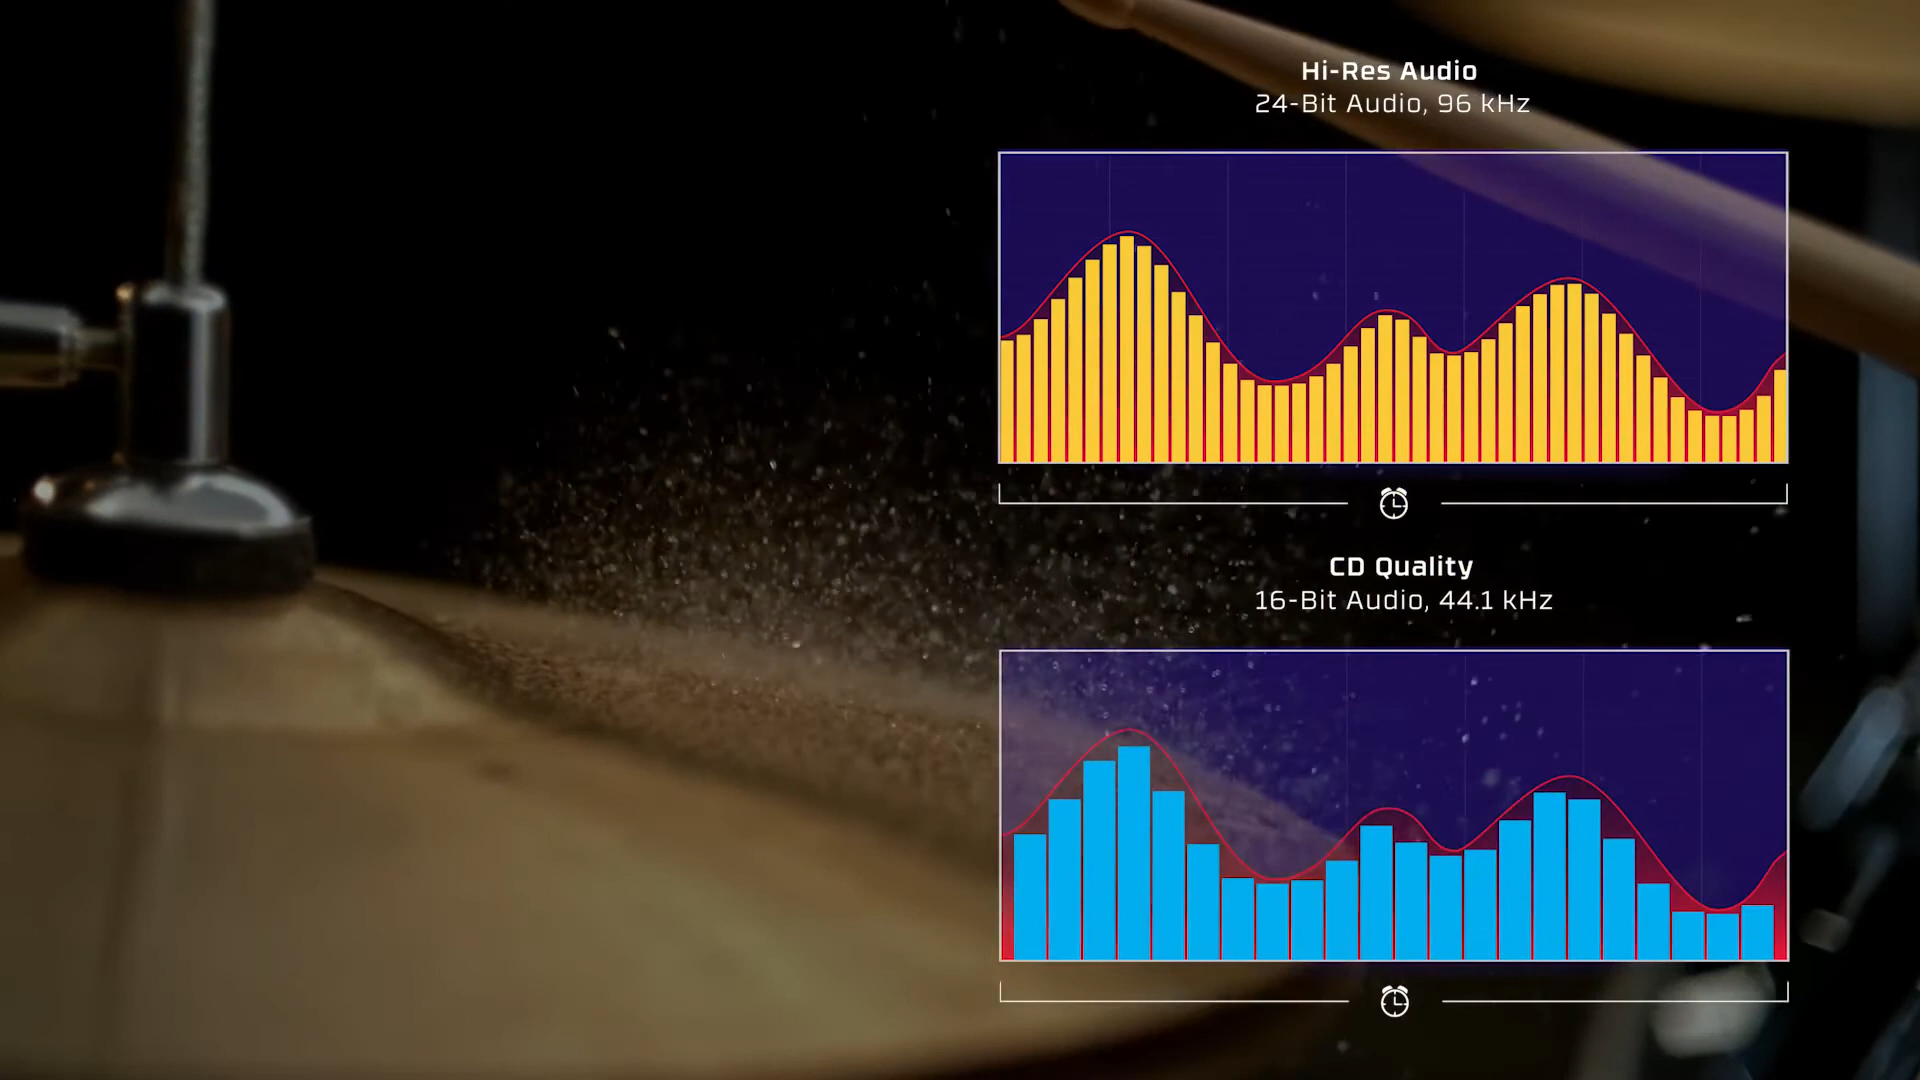 Hi-Res Audio
24-Bit Audio, 96 kHz
CD Quality
16-Bit Audio, 44.1 kHz